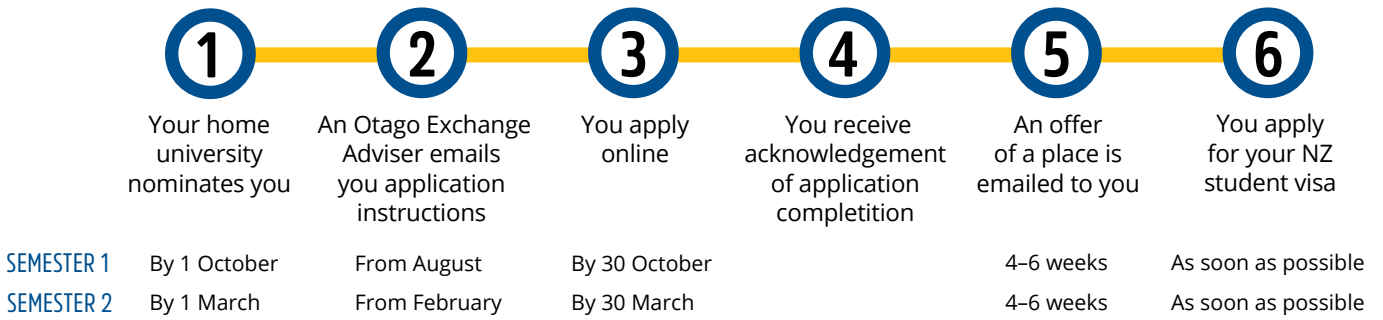 1 2 3 4 5 6
Your home An Otago Exchange You apply You receive An offer You apply
university Adviser emails online acknowledgement of a place is for your NZ
nominates you you application of application emailed to you student visa
instructions completition
SEMESTER 1 By 1 October From August By 30 October 4–6 weeks As soon as possible
SEMESTER 2 By 1 March From February By 30 March 4–6 weeks As soon as possible